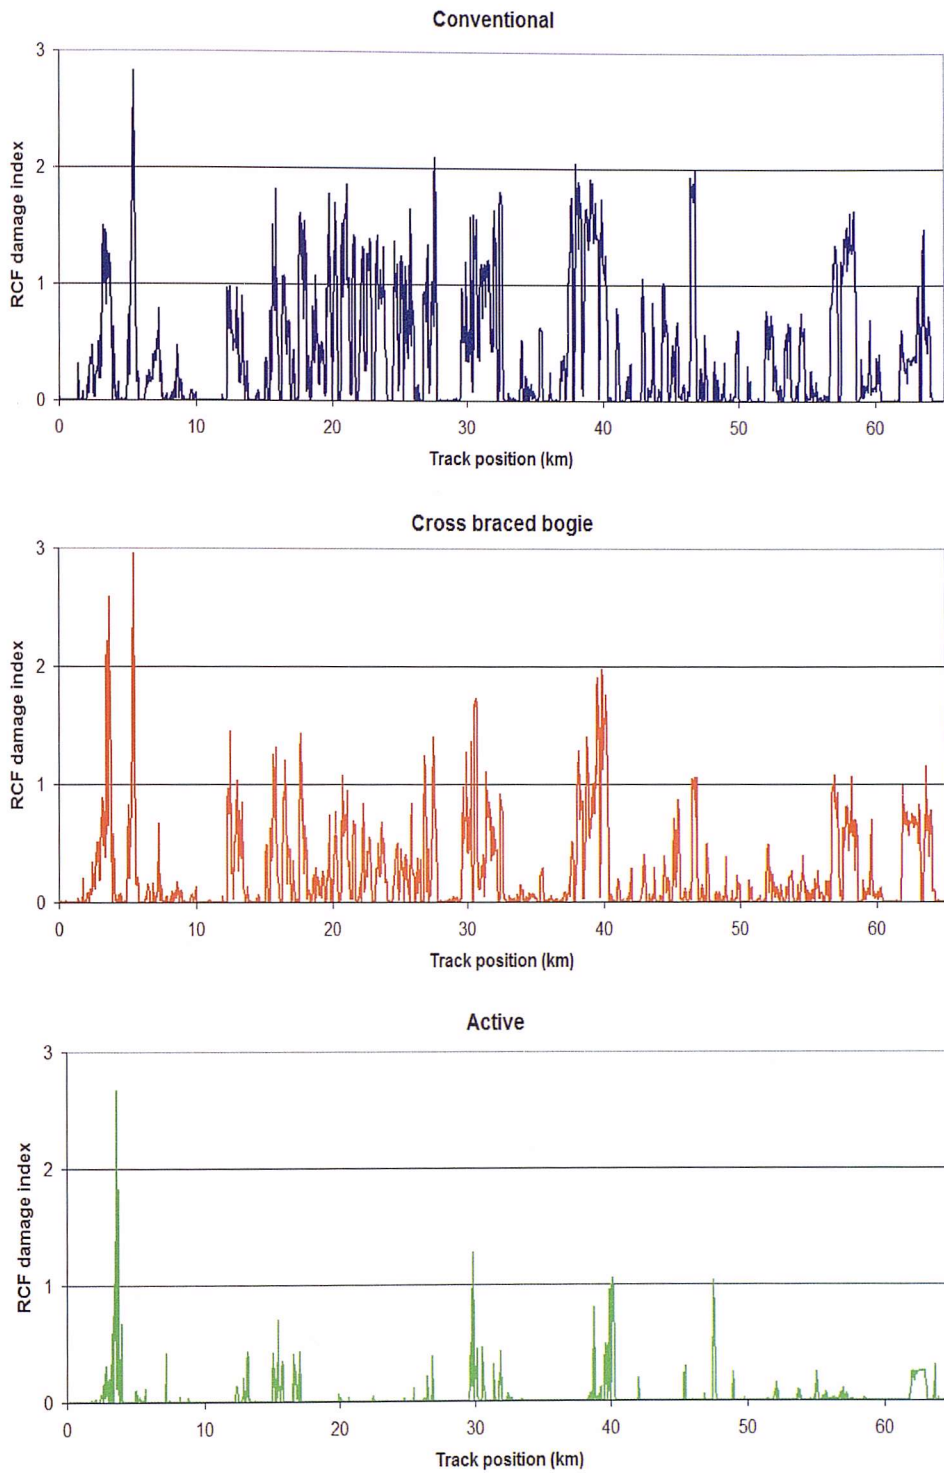 Conventional
3
2
1
0
RCF damage index
0 10 20 30 40 50 60
Track position (km)
Cross braced bogie
3
2
1
0
RCF damage index
0 10 20 30 40 50 60
Track position (km)
Active
3
2
1
0
RCF damage index
0 10 20 30 40 50 60
Track position (km)